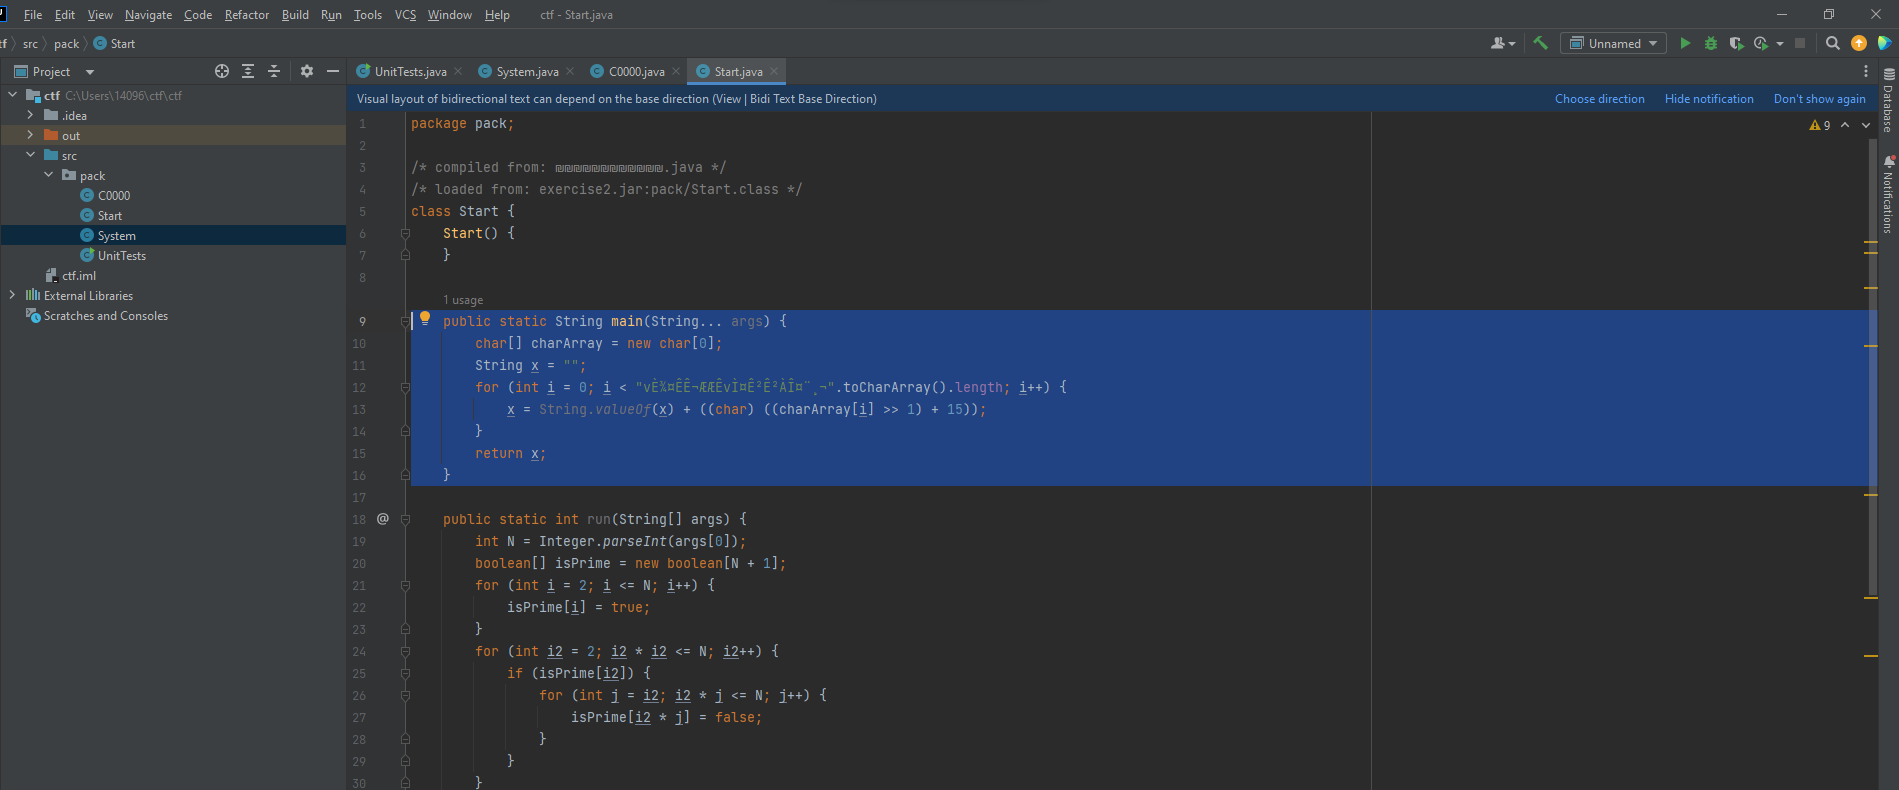 File Edit View Navigate Code Refactor Build Run Tools VCS Window Help ctf - Start.java
tf src pack Start
Unnamed
Project
UnitTests.java System.java C0000.java Start.java
ctf C:\Users\14096\ctf\ctf
.idea
out
src
pack
C0000
Start
System
UnitTests
ctf.iml
External Libraries
Scratches and Consoles
Visual layout of bidirectional text can depend on the base direction (View | Bidi Text Base Direction) Choose direction Hide notification Don't show again
9
1 package pack;
2
3 /* compiled from: ₪₪₪₪₪₪₪₪₪₪₪₪.java */
4 /* loaded from: exercise2.jar:pack/Start.class */
5 class Start {
6 Start() {
7 }
8
1 usage
9 public static String main(String... args) {
10 char[] charArray = new char[0];
11 String x = "";
12 for (int i = 0; i < "vÈ¾¤ÊÊ¬ÆÆÊvÌ¤Ê²Ê²ÀÎ¤¨¸¬".toCharArray().length; i++) {
13 x = String.valueOf(x) + ((char) ((charArray[i] >> 1) + 15));
14 }
15 return x;
16 }
17
18 @ public static int run(String[] args) {
19 int N = Integer.parseInt(args[0]);
20 boolean[] isPrime = new boolean[N + 1];
21 for (int i = 2; i <= N; i++) {
22 isPrime[i] = true;
23 }
24 for (int i2 = 2; i2 * i2 <= N; i2++) {
25 if (isPrime[i2]) {
26 for (int j = i2; i2 * j <= N; j++) {
27 isPrime[i2 * j] = false;
28 }
29 }
30 }
Database
Notifications